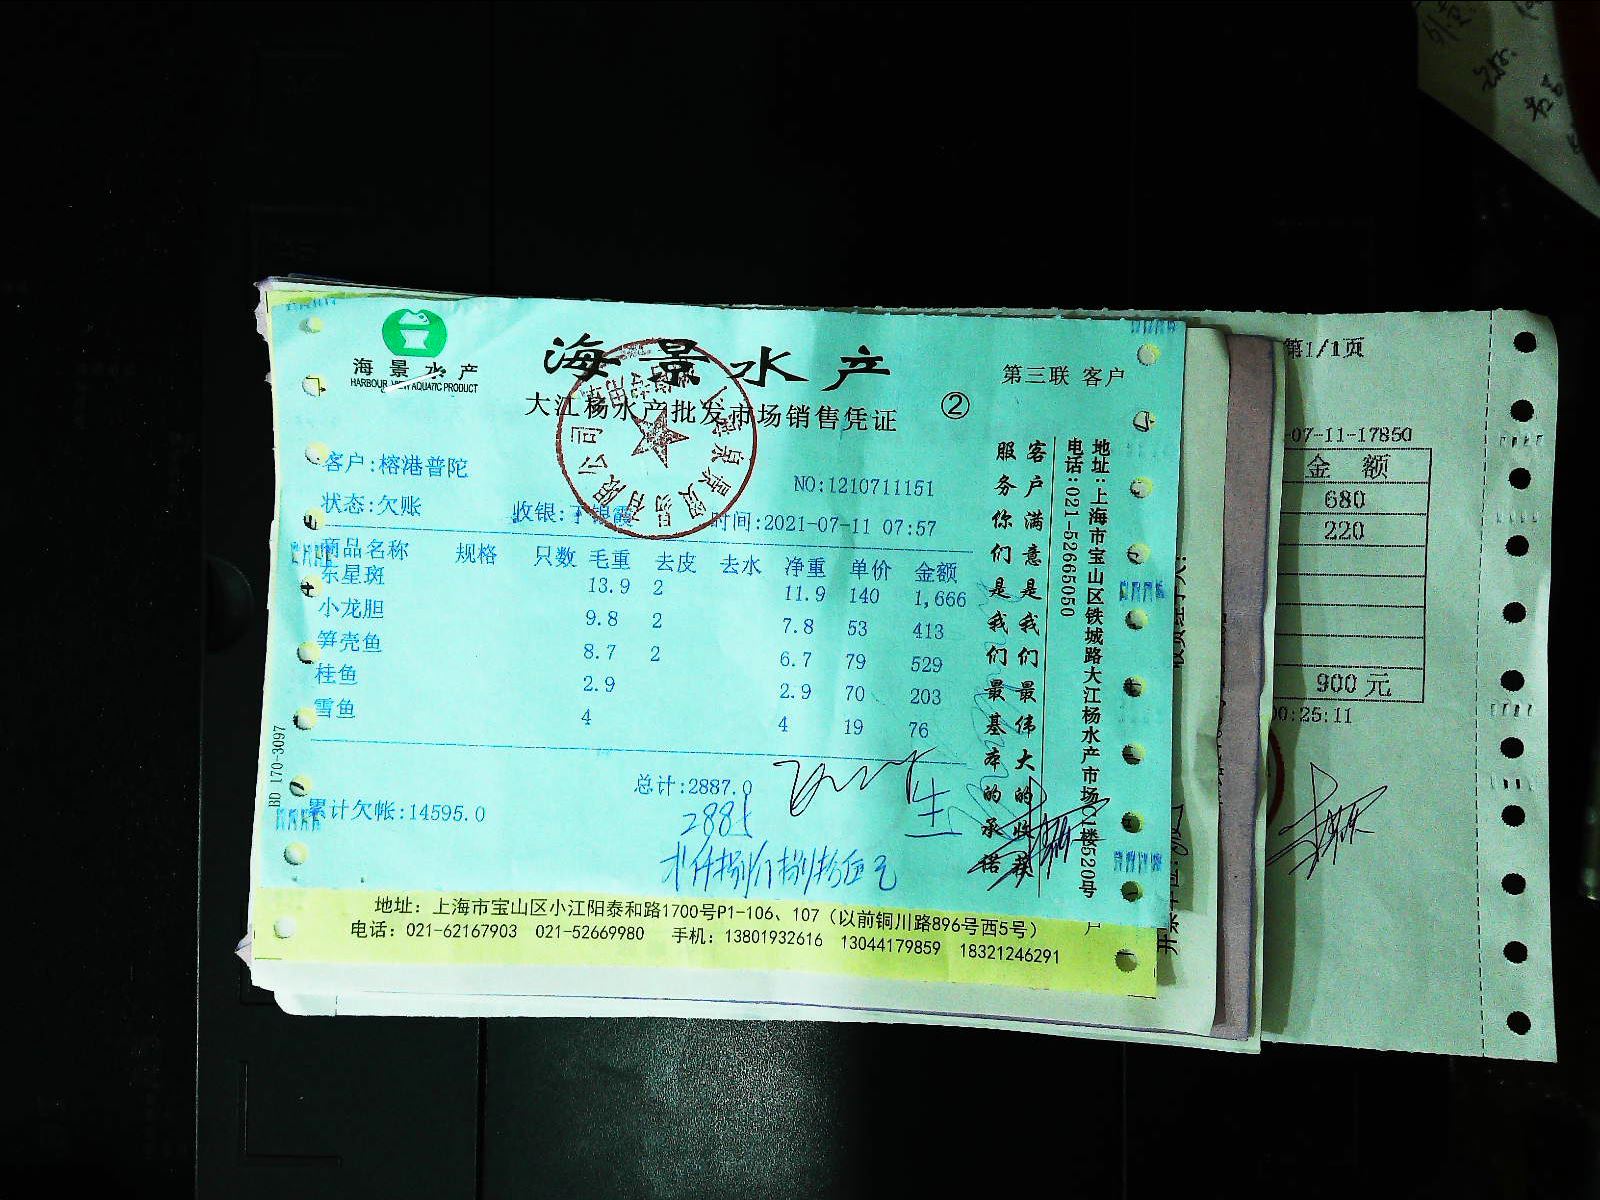 海景水产
HARBOUR VIEW AQUATIC PRODUCT
海景水产
大江杨水产批发市场销售凭证
②
第三联 客户
客户:榕港普陀
NO:1210711151
状态:欠账 收银:丁锦霞 时间:2021-07-11 07:57
商品名称 规格 只数 毛重 去皮 去水 净重 单价 金额
东星斑 13.9 2 11.9 140 1,666
小龙胆 9.8 2 7.8 53 413
笋壳鱼 8.7 2 6.7 79 529
桂鱼 2.9 2.9 70 203
雪鱼 4 4 19 76
总计:2887.0
累计欠帐:14595.0
2885
生
BD 170-3097
客户满意是我们最伟大的收获
服务你们是我们最基本的承诺
地址:上海市宝山区铁城路大江杨水产市场C1楼520号
电话:021-52665050
地址：上海市宝山区小江阳泰和路1700号P1-106、107（以前铜川路896号西5号）
电话：021-62167903 021-52669980 手机：13801932616 13044179859 18321246291
第1/1页
-07-11-17850
金 额
680
220
900 元
00:25:11